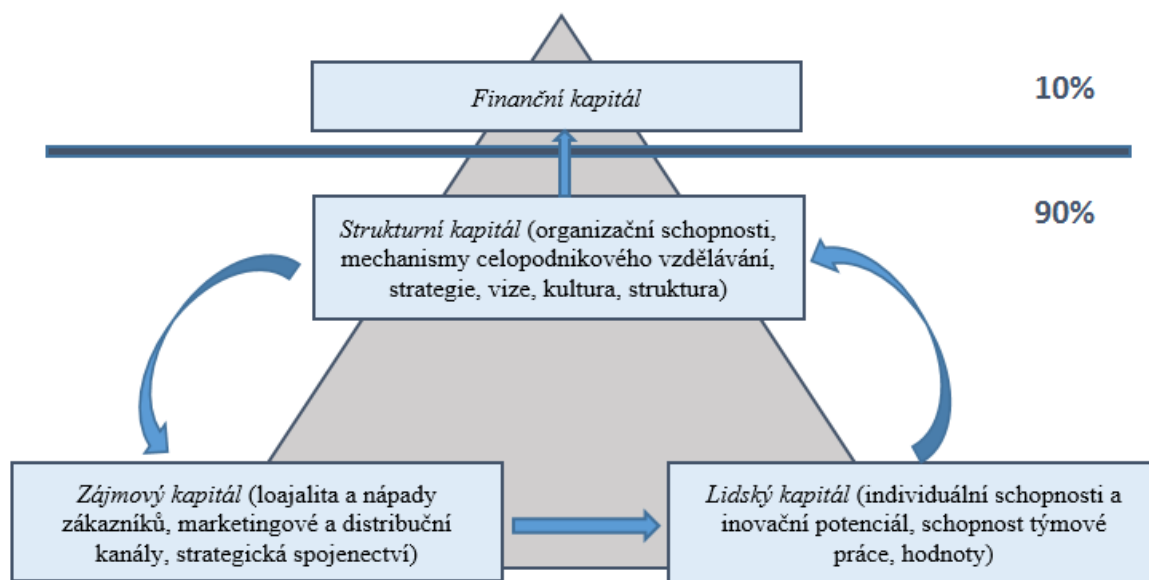 Finanční kapitál
10%
90%
Strukturní kapitál (organizační schopnosti,
mechanismy celopodnikového vzdělávání,
strategie, vize, kultura, struktura)
Zájmový kapitál (loajalita a nápady
zákazníků, marketingové a distribuční
kanály, strategická spojenectví)
Lidský kapitál (individuální schopnosti a
inovační potenciál, schopnost týmové
práce, hodnoty)